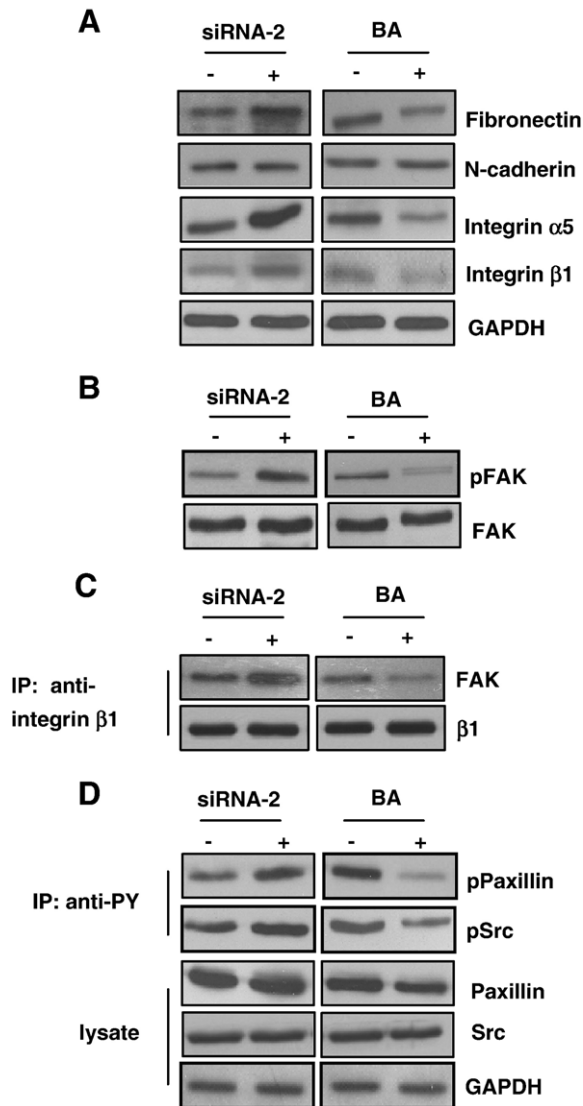 A
siRNA-2 BA
- + - +
Fibronectin
N-cadherin
Integrin α5
Integrin β1
GAPDH
B
siRNA-2 BA
- + - +
pFAK
FAK
C
siRNA-2 BA
- + - +
IP: anti-
integrin β1
FAK
β1
D
siRNA-2 BA
- + - +
IP: anti-PY
pPaxillin
pSrc
lysate
Paxillin
Src
GAPDH